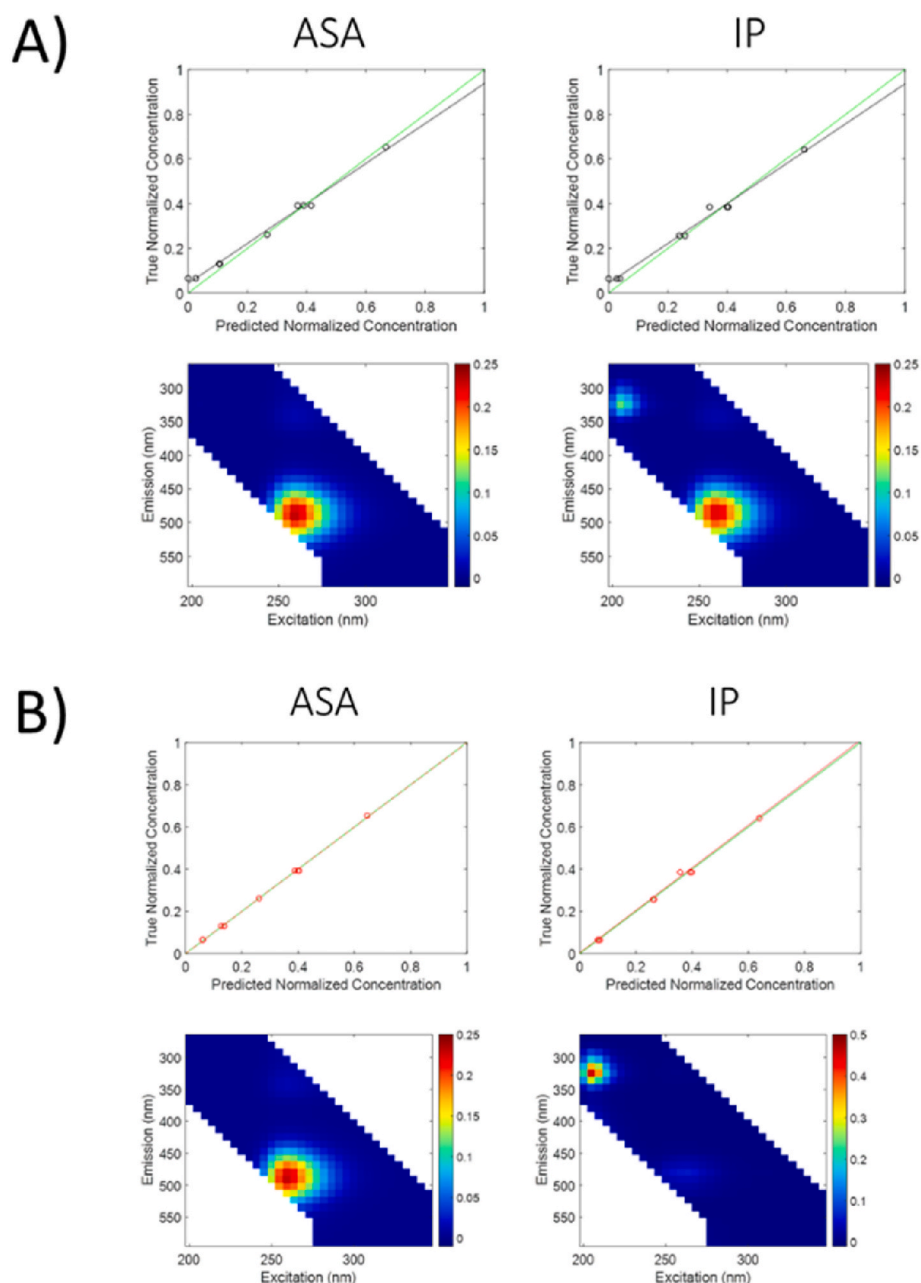 A)
ASA
IP
1
0.8
0.6
0.4
0.2
0
True Normalized Concentration
0 0.2 0.4 0.6 0.8 1
Predicted Normalized Concentration
1
0.8
0.6
0.4
0.2
0
True Normalized Concentration
0 0.2 0.4 0.6 0.8 1
Predicted Normalized Concentration
300
350
400
450
500
550
Emission (nm)
200 250 300
Excitation (nm)
0.25
0.2
0.15
0.1
0.05
0
300
350
400
450
500
550
Emission (nm)
200 250 300
Excitation (nm)
0.25
0.2
0.15
0.1
0.05
0
B)
ASA
IP
1
0.8
0.6
0.4
0.2
0
True Normalized Concentration
0 0.2 0.4 0.6 0.8 1
Predicted Normalized Concentration
1
0.8
0.6
0.4
0.2
0
True Normalized Concentration
0 0.2 0.4 0.6 0.8 1
Predicted Normalized Concentration
300
350
400
450
500
550
Emission (nm)
200 250 300
Excitation (nm)
0.25
0.2
0.15
0.1
0.05
0
300
350
400
450
500
550
Emission (nm)
200 250 300
Excitation (nm)
0.5
0.4
0.3
0.2
0.1
0